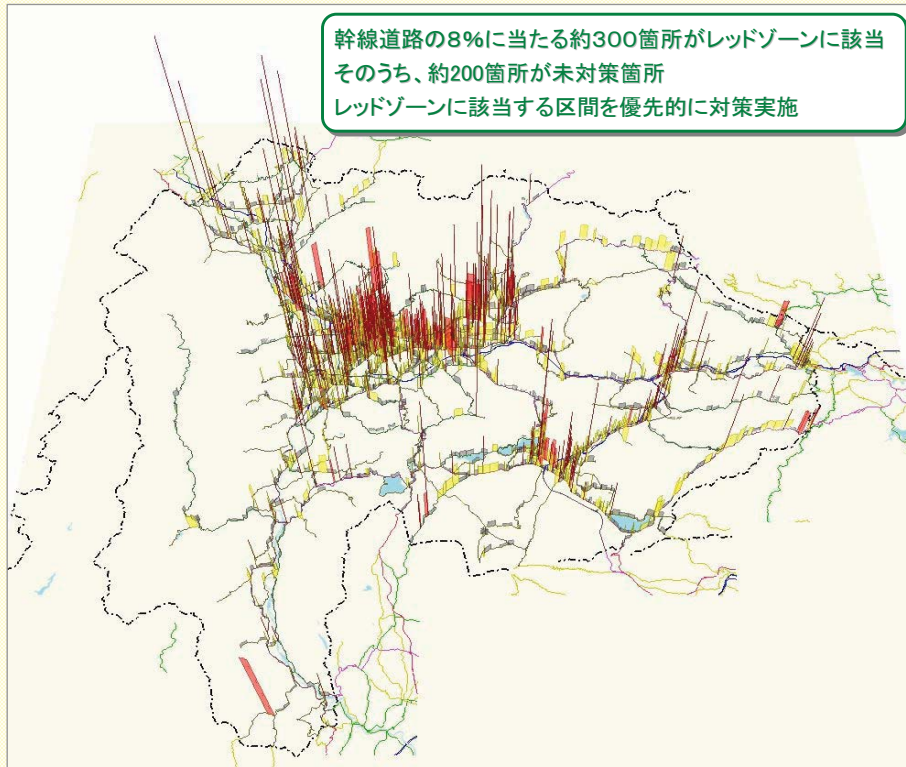 幹線道路の8%に当たる約300箇所がレッドゾーンに該当
そのうち、約200箇所が未対策箇所
レッドゾーンに該当する区間を優先的に対策実施